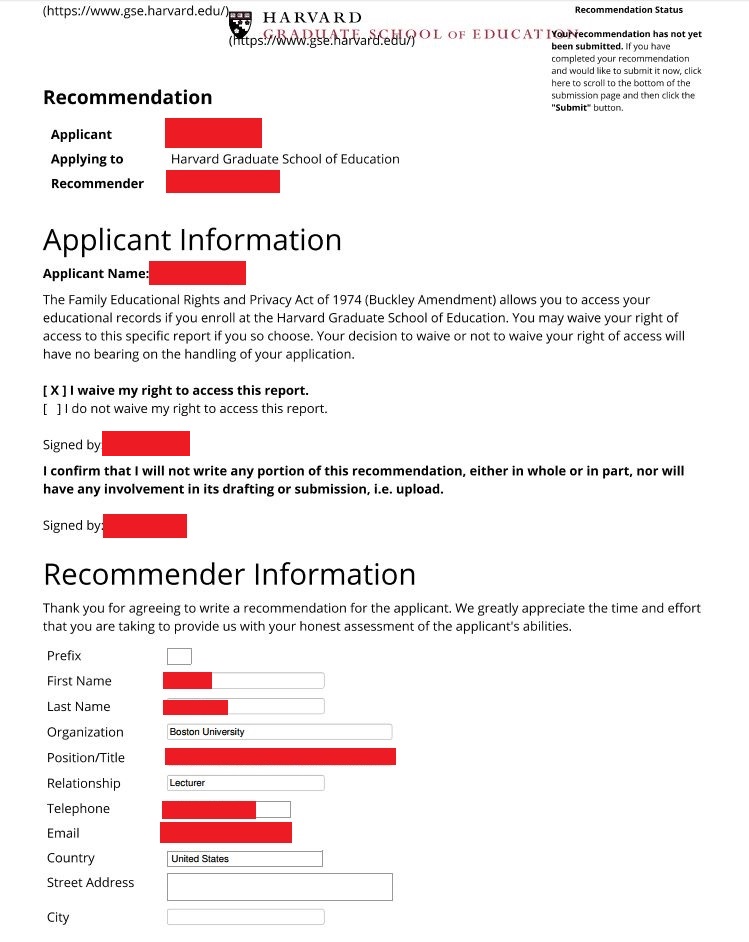 (https://www.gse.harvard.edu/)
HARVARD
GRADUATE SCHOOL OF EDUCATION
(https://www.gse.harvard.edu/)
Recommendation Status
Your recommendation has not yet
been submitted. If you have
completed your recommendation
and would like to submit it now, click
here to scroll to the bottom of the
submission page and then click the
"Submit" button.
Recommendation
Applicant
Applying to Harvard Graduate School of Education
Recommender
Applicant Information
Applicant Name:
The Family Educational Rights and Privacy Act of 1974 (Buckley Amendment) allows you to access your
educational records if you enroll at the Harvard Graduate School of Education. You may waive your right of
access to this specific report if you so choose. Your decision to waive or not to waive your right of access will
have no bearing on the handling of your application.
[ X ] I waive my right to access this report.
[ ] I do not waive my right to access this report.
Signed by
I confirm that I will not write any portion of this recommendation, either in whole or in part, nor will
have any involvement in its drafting or submission, i.e. upload.
Signed by:
Recommender Information
Thank you for agreeing to write a recommendation for the applicant. We greatly appreciate the time and effort
that you are taking to provide us with your honest assessment of the applicant's abilities.
Prefix
First Name
Last Name
Organization Boston University
Position/Title
Relationship Lecturer
Telephone
Email
Country United States
Street Address
City